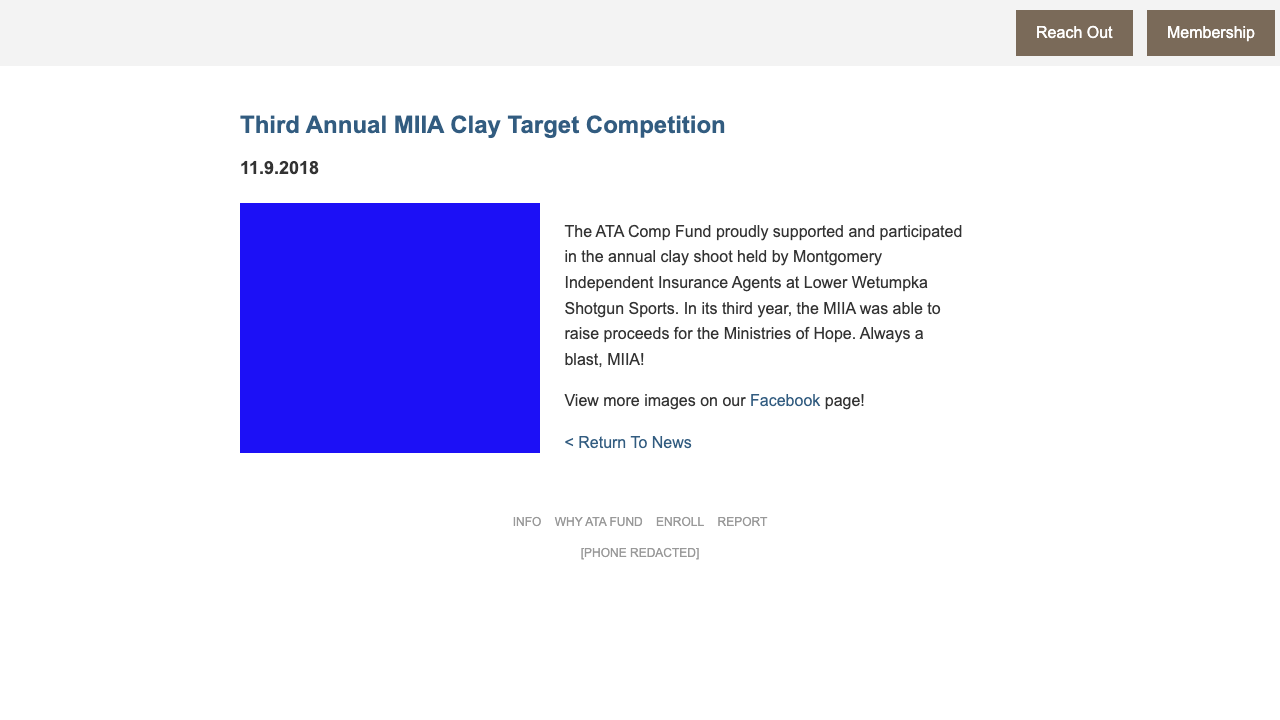 Reach Out Membership
Third Annual MIIA Clay Target Competition
11.9.2018
The ATA Comp Fund proudly supported and participated
in the annual clay shoot held by Montgomery
Independent Insurance Agents at Lower Wetumpka
Shotgun Sports. In its third year, the MIIA was able to
raise proceeds for the Ministries of Hope. Always a
blast, MIIA!
View more images on our Facebook page!
< Return To News
INFO WHY ATA FUND ENROLL REPORT
[PHONE REDACTED]